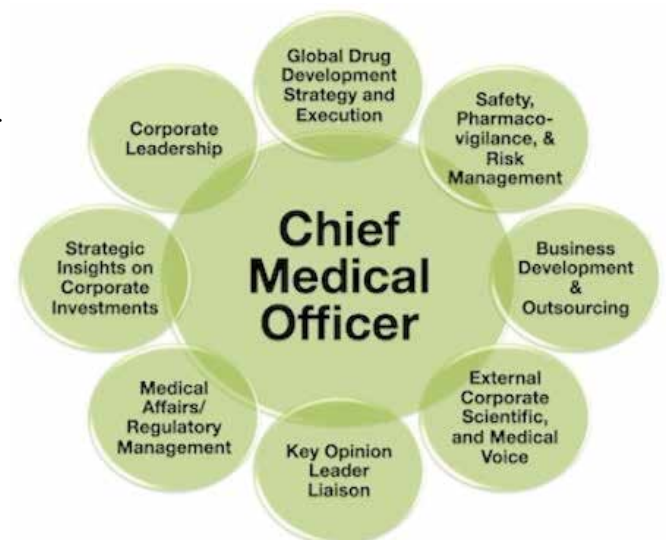 Global Drug
Development
Strategy and
Execution
Safety,
Pharmaco-
vigilance, &
Risk
Management
Business
Development
&
Outsourcing
External
Corporate
Scientific,
and Medical
Voice
Key Opinion
Leader
Liaison
Medical
Affairs/
Regulatory
Management
Strategic
Insights on
Corporate
Investments
Corporate
Leadership
Chief
Medical
Officer